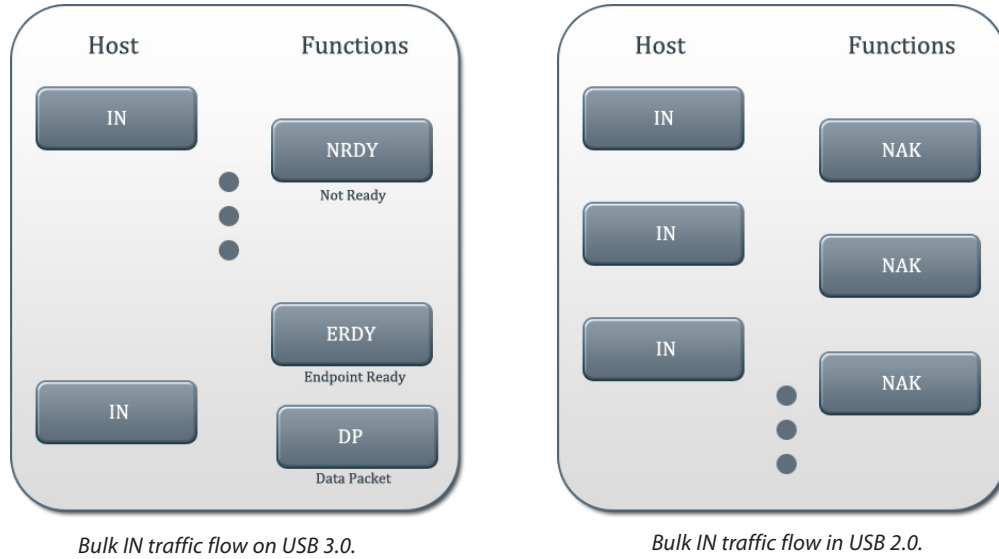 Host
Functions
IN
NRDY
Not Ready
ERDY
Endpoint Ready
IN
DP
Data Packet
Bulk IN traffic flow on USB 3.0.
Host
Functions
IN
NAK
IN
NAK
IN
NAK
Bulk IN traffic flow in USB 2.0.